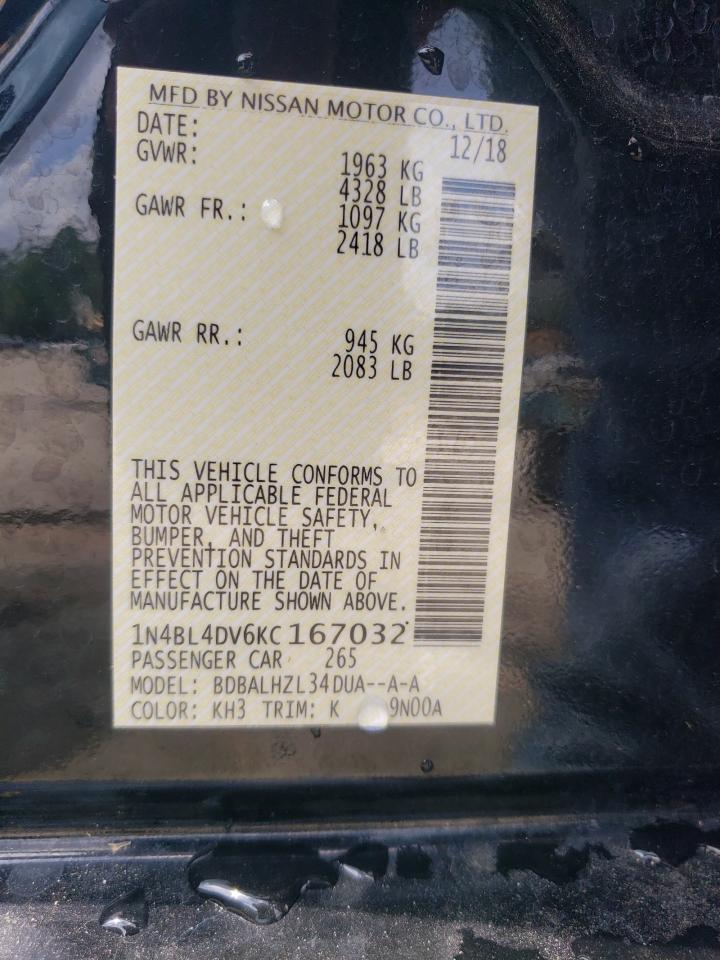 MFD BY NISSAN MOTOR CO., LTD.
DATE: 12/18
GVWR: 1963 KG
4328 LB
GAWR FR.: 1097 KG
2418 LB
GAWR RR.: 945 KG
2083 LB
THIS VEHICLE CONFORMS TO
ALL APPLICABLE FEDERAL
MOTOR VEHICLE SAFETY,
BUMPER, AND THEFT
PREVENTION STANDARDS IN
EFFECT ON THE DATE OF
MANUFACTURE SHOWN ABOVE.
1N4BL4DV6KC167032
PASSENGER CAR 265
MODEL: BDBALHZL34DUA--A-A
COLOR: KH3 TRIM: K 9N00A